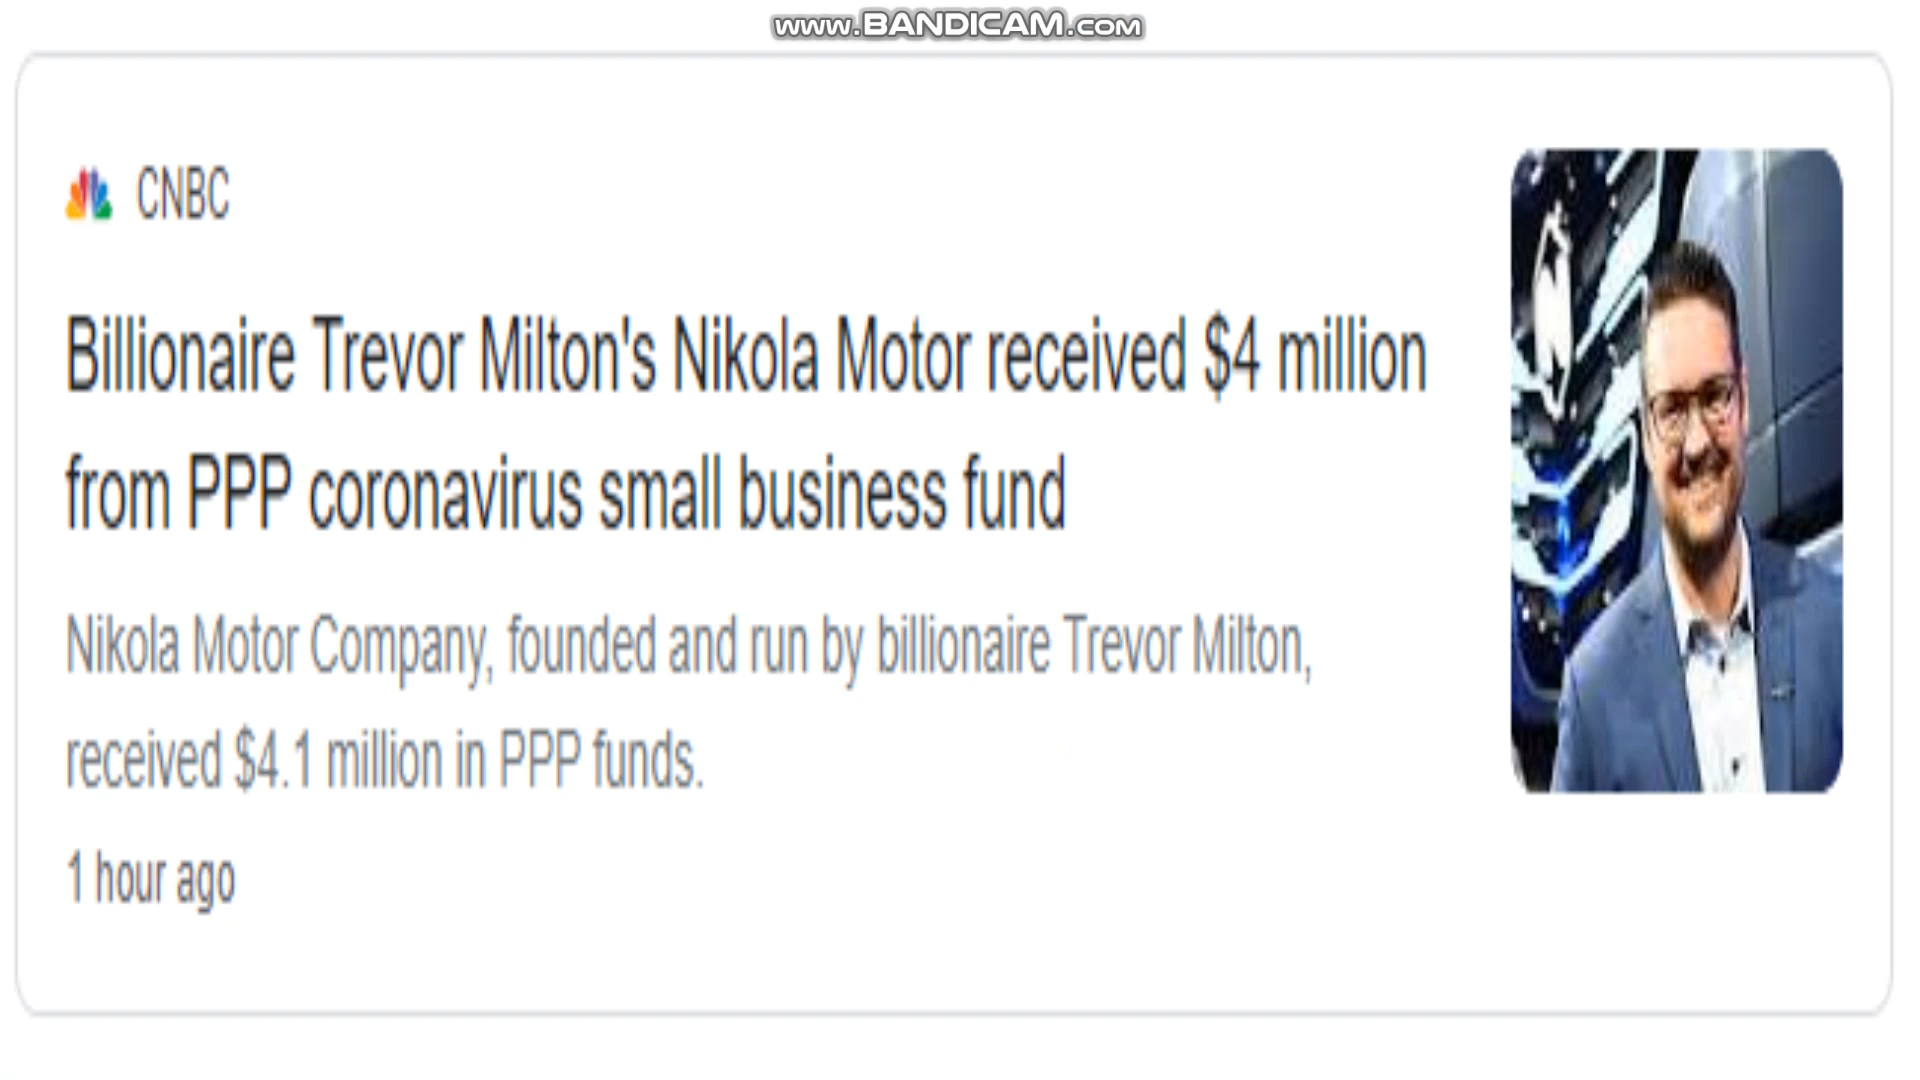 www.BANDICAM.com
CNBC
Billionaire Trevor Milton's Nikola Motor received $4 million
from PPP coronavirus small business fund
Nikola Motor Company, founded and run by billionaire Trevor Milton,
received $4.1 million in PPP funds.
1 hour ago